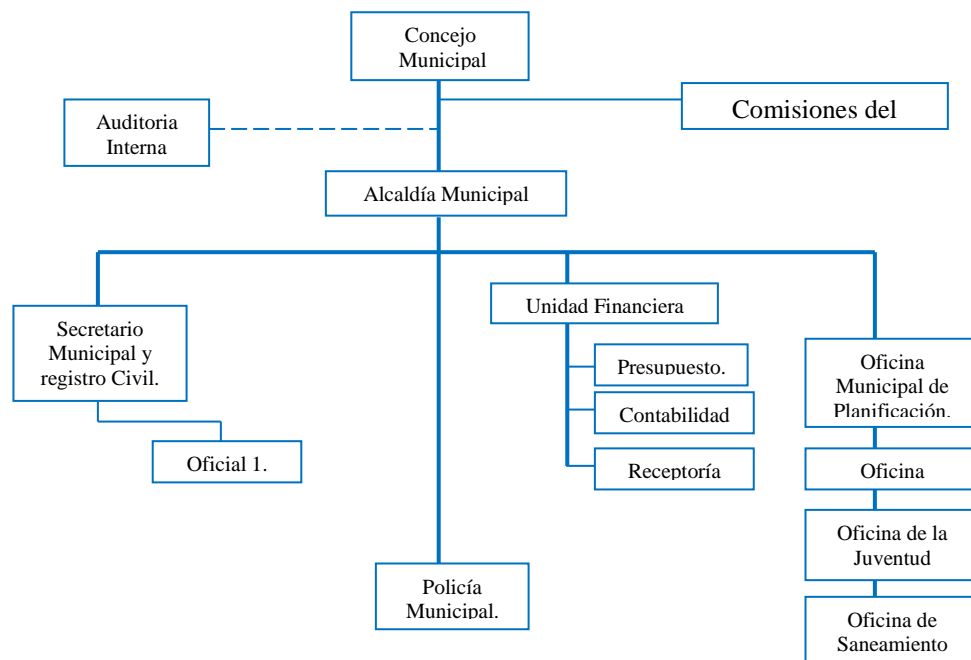 Concejo
Municipal
Comisiones del
Auditoria
Interna
Alcaldía Municipal
Secretario
Municipal y
registro Civil.
Unidad Financiera
Presupuesto.
Contabilidad
Receptoría
Oficial 1.
Oficina
Municipal de
Planificación.
Oficina
Oficina de la
Juventud
Oficina de
Saneamiento
Policía
Municipal.